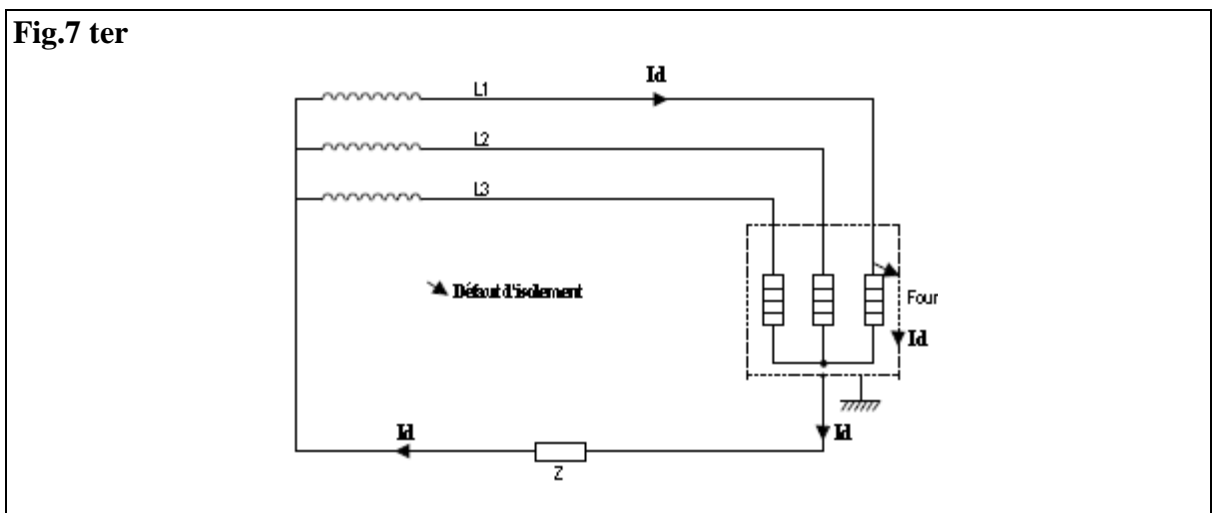 Fig.7 ter
Id
L1
L2
L3
Défaut d'isolement
Four
Id
Id
Id
Z